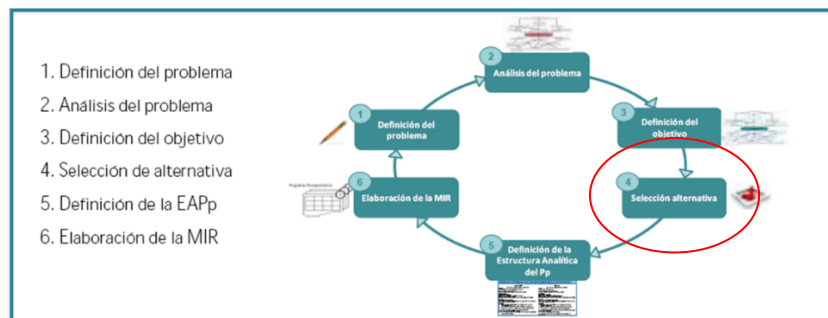 1. Definición del problema
2. Análisis del problema
3. Definición del objetivo
4. Selección de alternativa
5. Definición de la EAPp
6. Elaboración de la MIR
2
Análisis del problema
1
Definición del
problema
3
Definición del
objetivo
6
Elaboración de la MIR
4
Selección alternativa
5
Definición de la
Estructura Analítica
del Pp